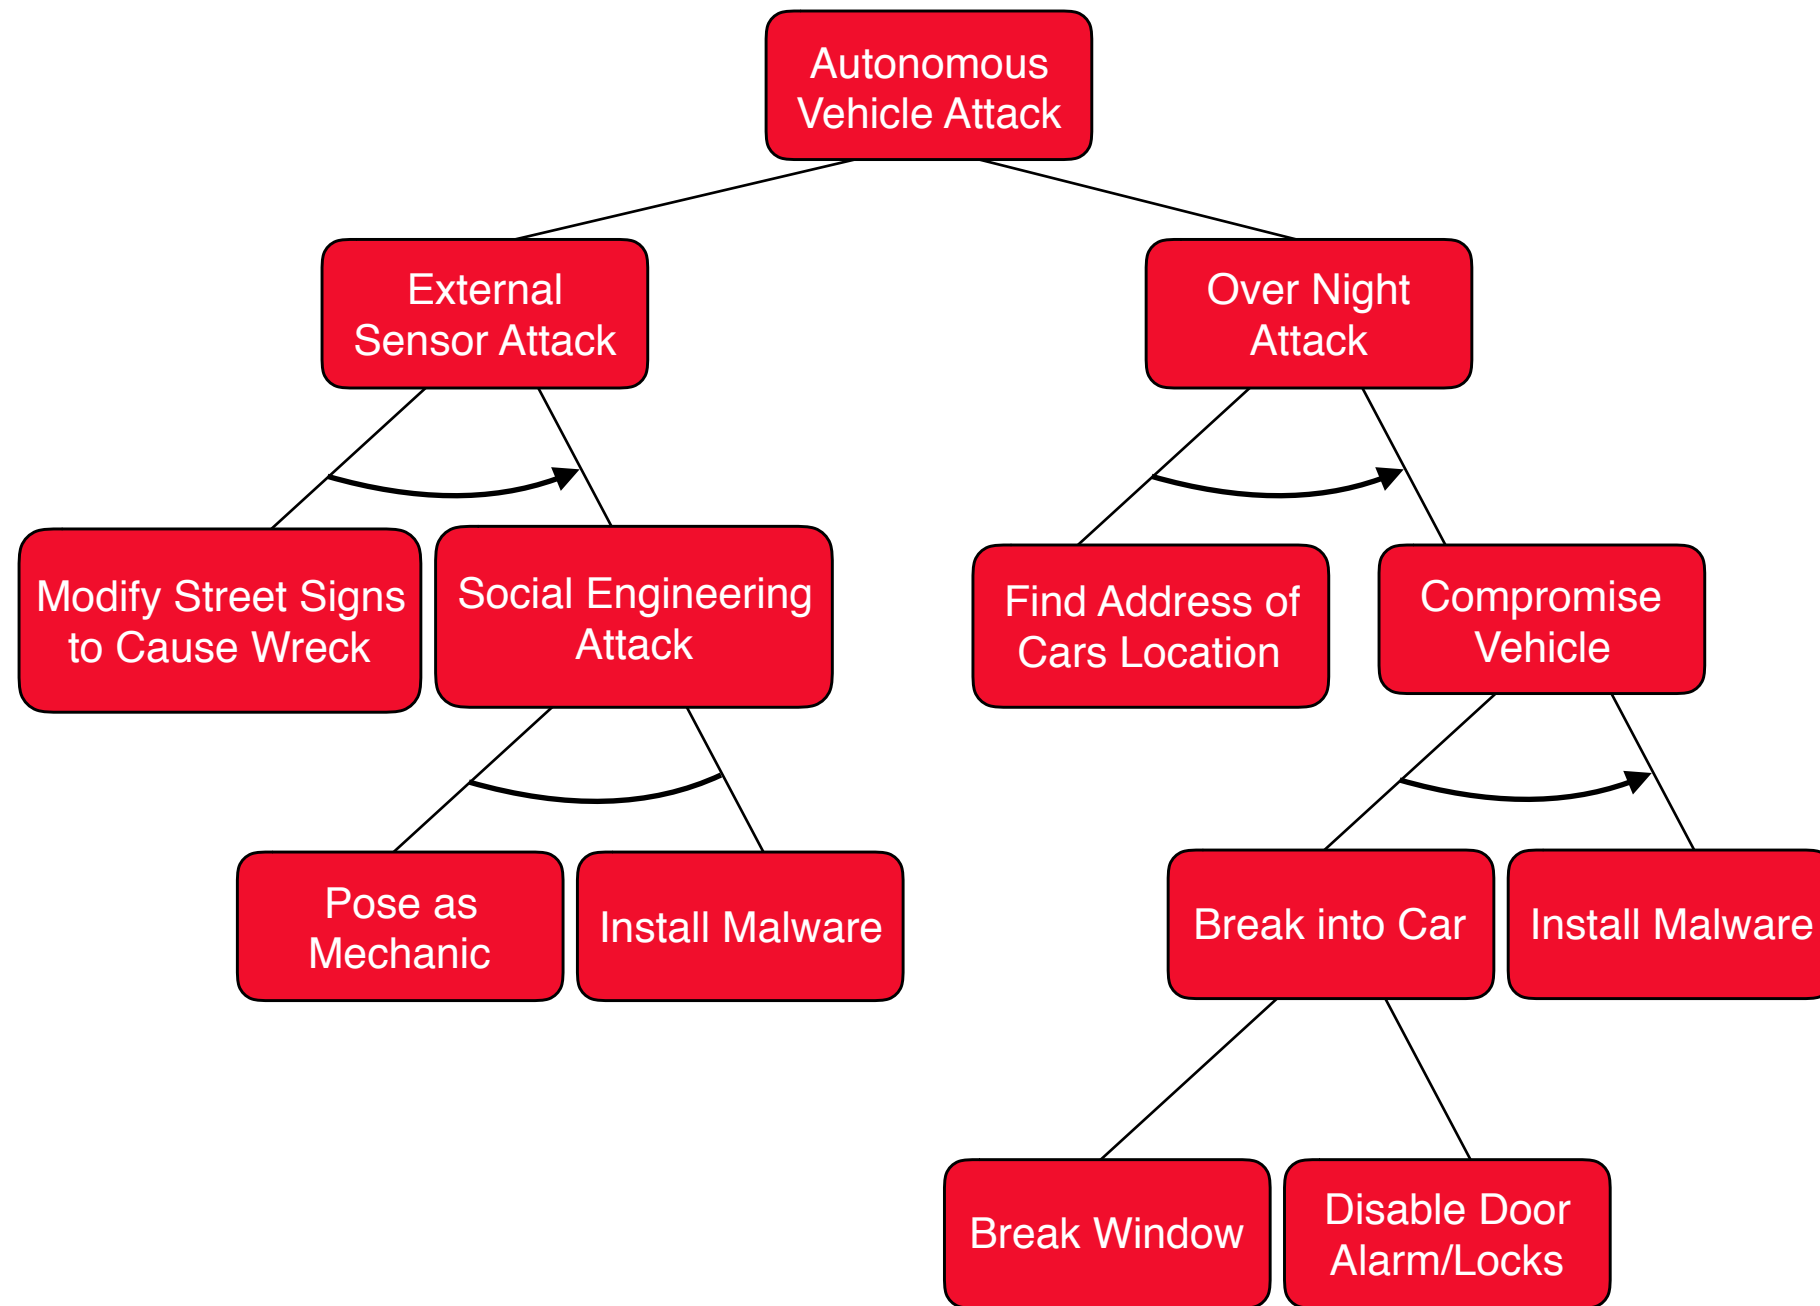 Autonomous
Vehicle Attack
External
Sensor Attack
Over Night
Attack
Modify Street Signs
to Cause Wreck
Social Engineering
Attack
Find Address of
Cars Location
Compromise
Vehicle
Pose as
Mechanic
Install Malware
Break into Car
Install Malware
Break Window
Disable Door
Alarm/Locks